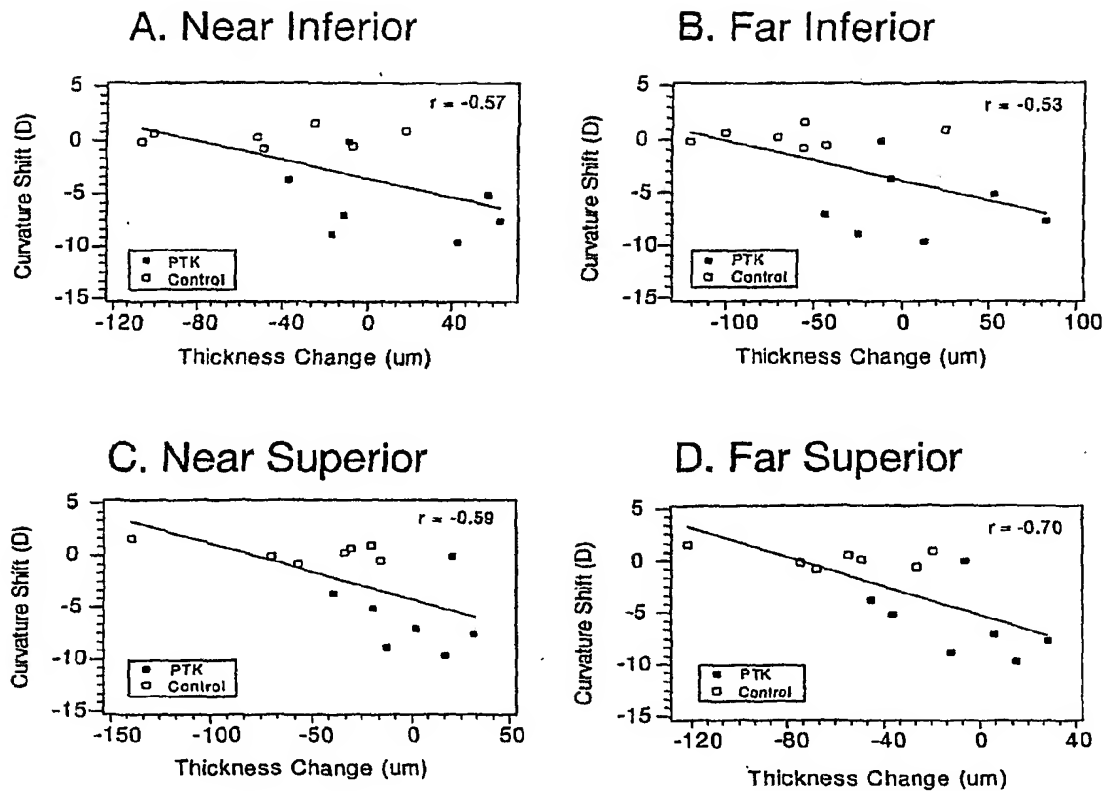 A. Near Inferior
r = -0.57
Curvature Shift (D)
5
0
-5
-10
-15
PTK
Control
-120
-80
-40
0
40
Thickness Change (um)
B. Far Inferior
r = -0.53
Curvature Shift (D)
5
0
-5
-10
-15
PTK
Control
-100
-50
0
50
100
Thickness Change (um)
C. Near Superior
r = -0.59
Curvature Shift (D)
5
0
-5
-10
-15
PTK
Control
-150
-100
-50
0
50
Thickness Change (um)
D. Far Superior
r = -0.70
Curvature Shift (D)
5
0
-5
-10
-15
PTK
Control
-120
-80
-40
0
40
Thickness Change (um)